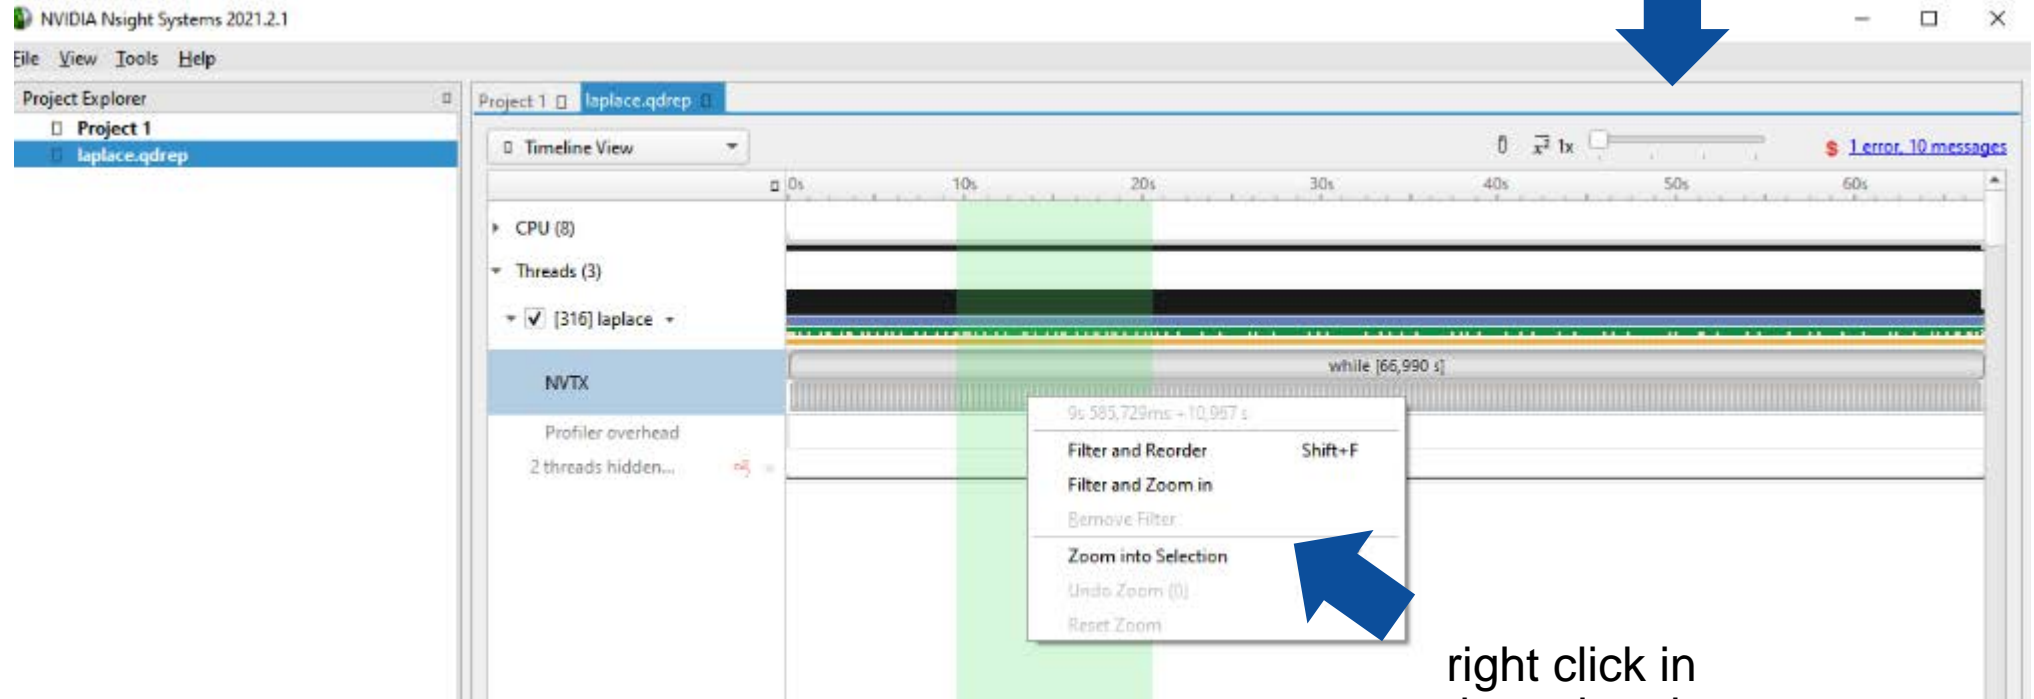 NVIDIA Nsight Systems 2021.2.1
File View Tools Help
Project Explorer
Project 1
laplace.qdrep
Project 1 laplace.qdrep
Timeline View
1x
1 error, 10 messages
0s 10s 20s 30s 40s 50s 60s
CPU (8)
Threads (3)
[316] laplace
while [66,990 s]
NVTX
9s 585,729ms - 10,967 s
Filter and Reorder Shift+F
Filter and Zoom in
Remove Filter
Zoom into Selection
Undo Zoom (0)
Reset Zoom
Profiler overhead
2 threads hidden...
right click in